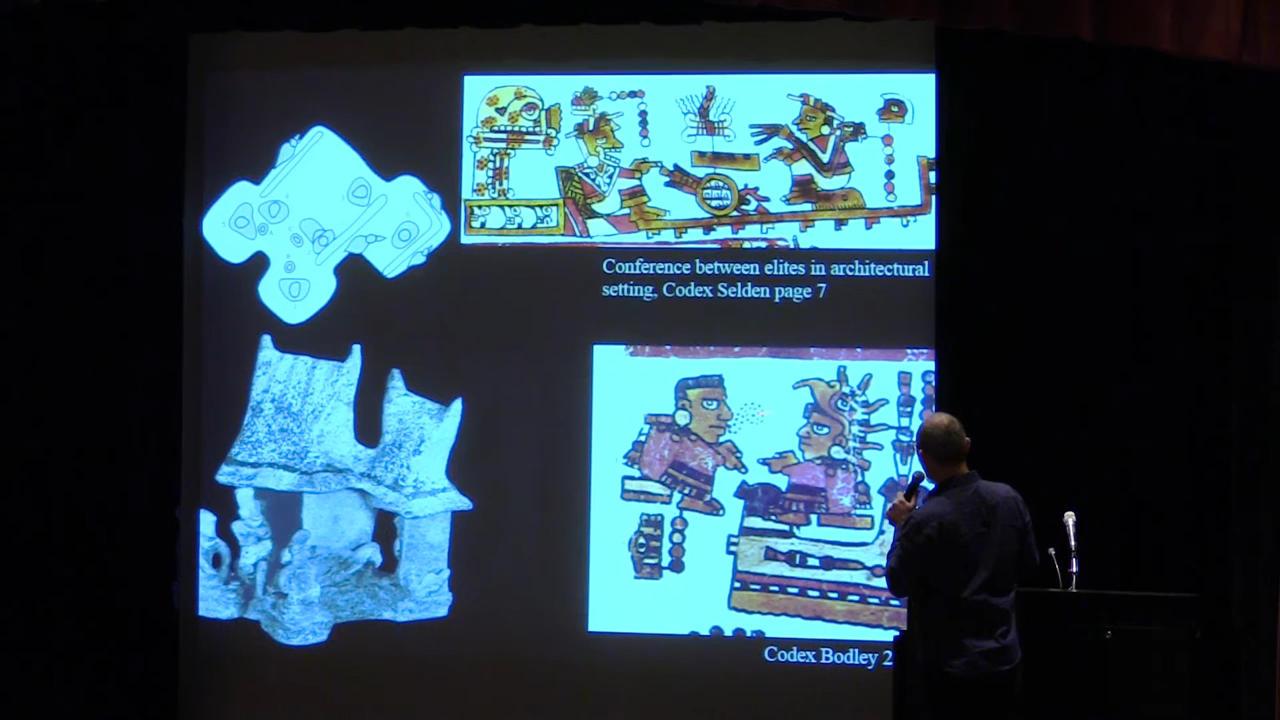 Conference between elites in architectural
setting, Codex Selden page 7
Codex Bodley 2